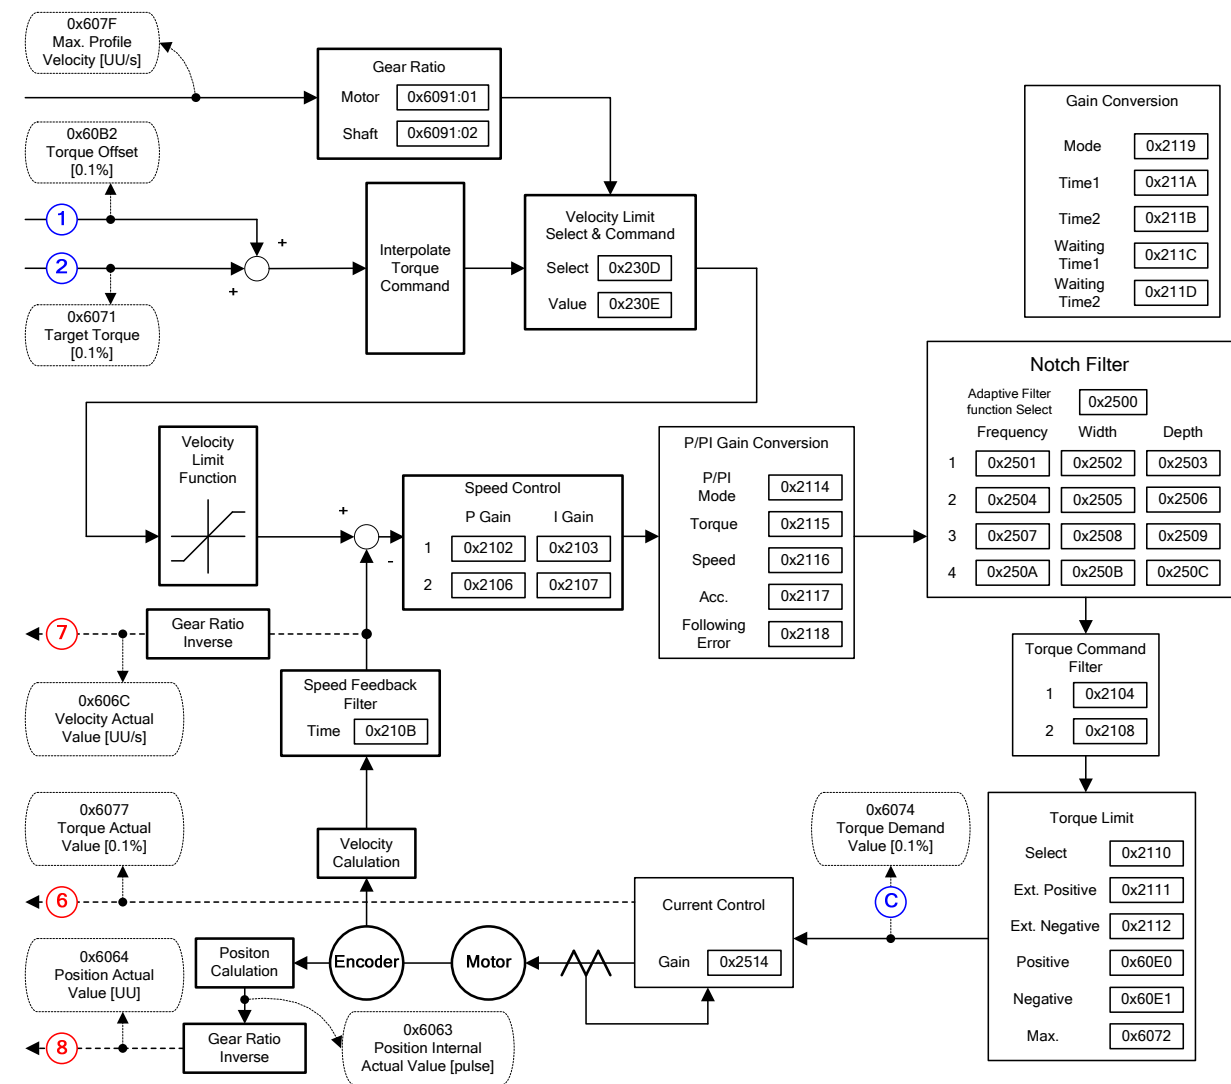 0x607F
Max. Profile
Velocity [UU/s]
Gear Ratio
Motor 0x6091:01
Shaft 0x6091:02
Gain Conversion
Mode 0x2119
Time1 0x211A
Time2 0x211B
Waiting
Time1 0x211C
Waiting
Time2 0x211D
0x60B2
Torque Offset
[0.1%]
1
2
+
+
0x6071
Target Torque
[0.1%]
Interpolate
Torque
Command
Velocity Limit
Select & Command
Select 0x230D
Value 0x230E
Notch Filter
Adaptive Filter
function Select 0x2500
Frequency Width Depth
1 0x2501 0x2502 0x2503
2 0x2504 0x2505 0x2506
3 0x2507 0x2508 0x2509
4 0x250A 0x250B 0x250C
Velocity
Limit
Function
+
-
Speed Control
P Gain I Gain
1 0x2102 0x2103
2 0x2106 0x2107
P/PI Gain Conversion
P/PI
Mode 0x2114
Torque 0x2115
Speed 0x2116
Acc. 0x2117
Following
Error 0x2118
7
Gear Ratio
Inverse
0x606C
Velocity Actual
Value [UU/s]
Speed Feedback
Filter
Time 0x210B
Torque Command
Filter
1 0x2104
2 0x2108
0x6077
Torque Actual
Value [0.1%]
Velocity
Calulation
0x6074
Torque Demand
Value [0.1%]
Torque Limit
Select 0x2110
Ext. Positive 0x2111
Ext. Negative 0x2112
Positive 0x60E0
Negative 0x60E1
Max. 0x6072
6
C
Current Control
Gain 0x2514
0x6064
Position Actual
Value [UU]
Positon
Calulation
Encoder
Motor
8
Gear Ratio
Inverse
0x6063
Position Internal
Actual Value [pulse]